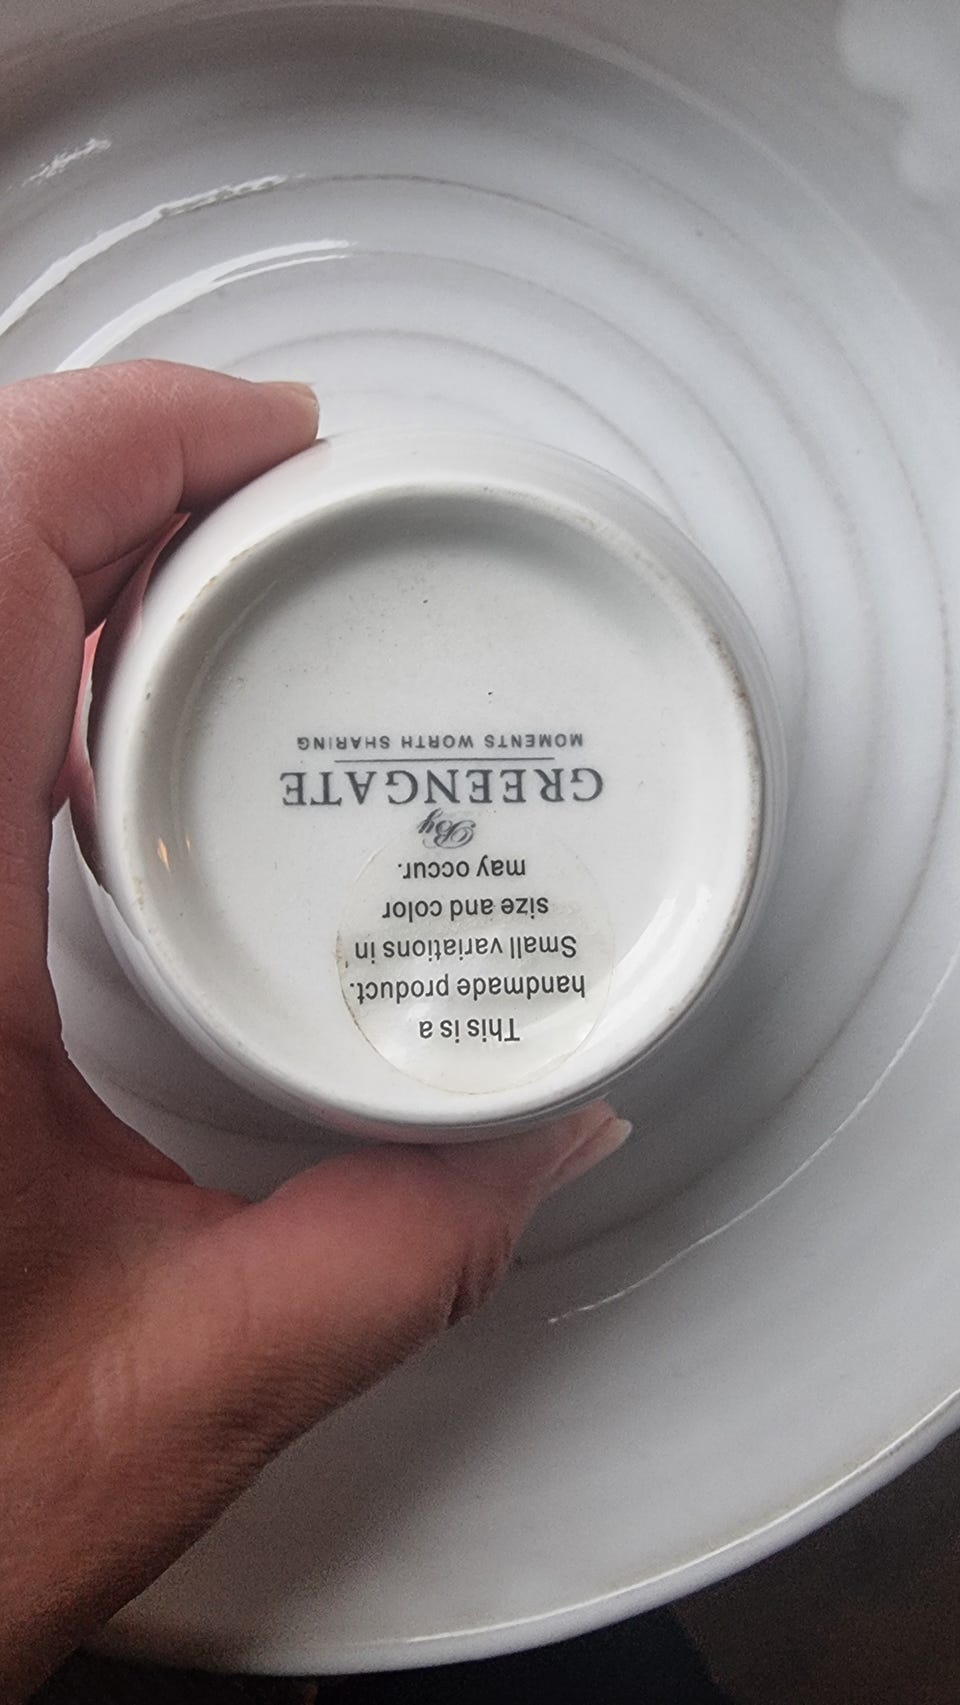 This is a
handmade product.
Small variations in
size and color
may occur.
By
GREENGATE
MOMENTS WORTH SHARING